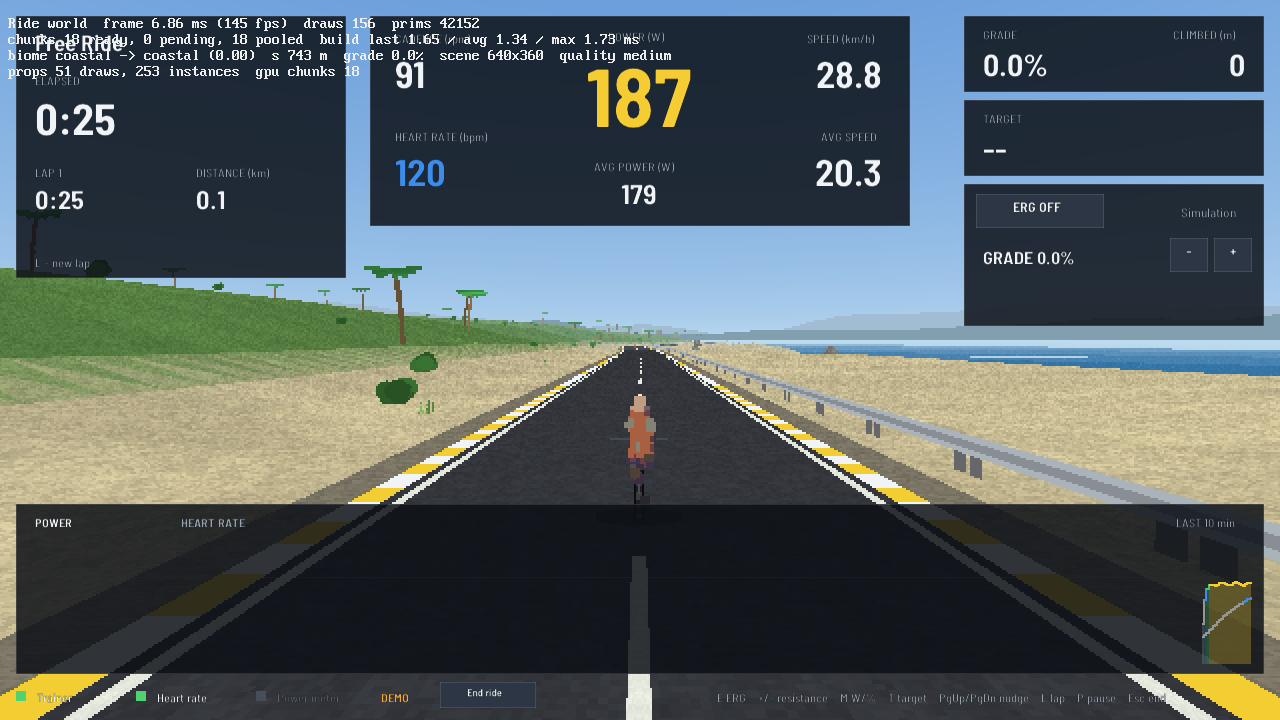 Ride world frame 6.86 ms (145 fps) draws 156 prims 42152
chunks 18 ready, 0 pending, 18 pooled build last 1.65 / avg 1.34 / max 1.73 ms
biome coastal -> coastal (0.00) s 743 m grade 0.0% scene 640x360 quality medium
props 51 draws, 253 instances gpu chunks 18
Free Ride
ELAPSED
0:25
LAP 1
0:25
DISTANCE (km)
0.1
L - new lap
91
HEART RATE (bpm)
120
POWER (W)
187
AVG POWER (W)
179
SPEED (km/h)
28.8
AVG SPEED
20.3
GRADE
0.0%
CLIMBED (m)
0
TARGET
--
ERG OFF
Simulation
GRADE 0.0%
-
+
POWER
HEART RATE
LAST 10 min
Trainer
Heart rate
Power meter
DEMO
End ride
E ERG +/- resistance M W/% T target PgUp/PgDn nudge L lap P pause Esc end